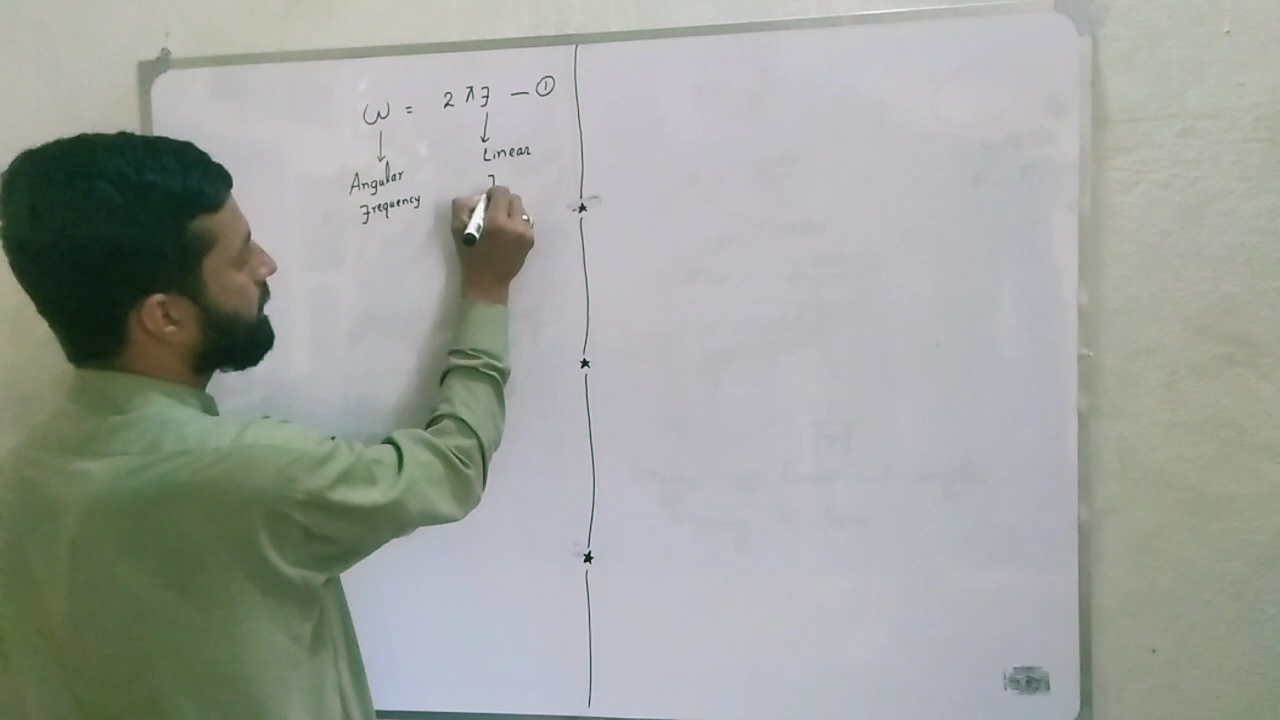 ω = 2πf — ①
Angular
Frequency
Linear